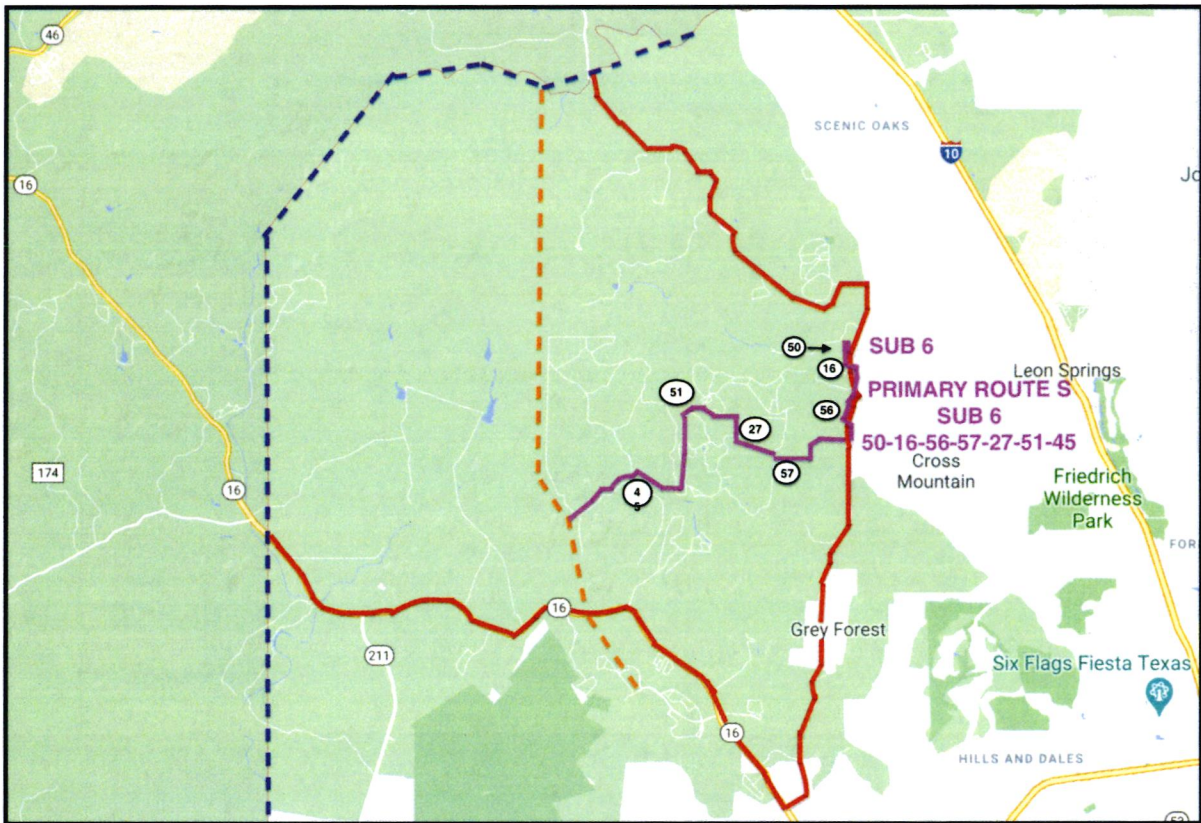 46
SCENIC OAKS
10
16
50
SUB 6
16
Leon Springs
51
PRIMARY ROUTE S
56
SUB 6
27
50-16-56-57-27-51-45
Cross
Mountain
57
174
16
4
5
Friedrich
Wilderness
Park
FOR
16
Grey Forest
211
Six Flags Fiesta Texas
16
HILLS AND DALES
53